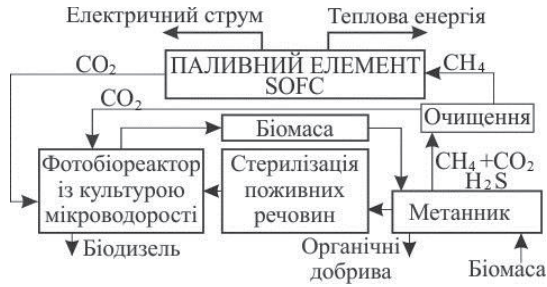 Електричний струм
Теплова енергія
CO2
ПАЛИВНИЙ ЕЛЕМЕНТ
SOFC
CH4
CO2
Очищення
Біомаса
CH4+CO2
H2S
Фотобіореактор
із культурою
мікроводорості
Стерилізація
поживних
речовин
Метанник
Біодизель
Органічні
добрива
Біомаса